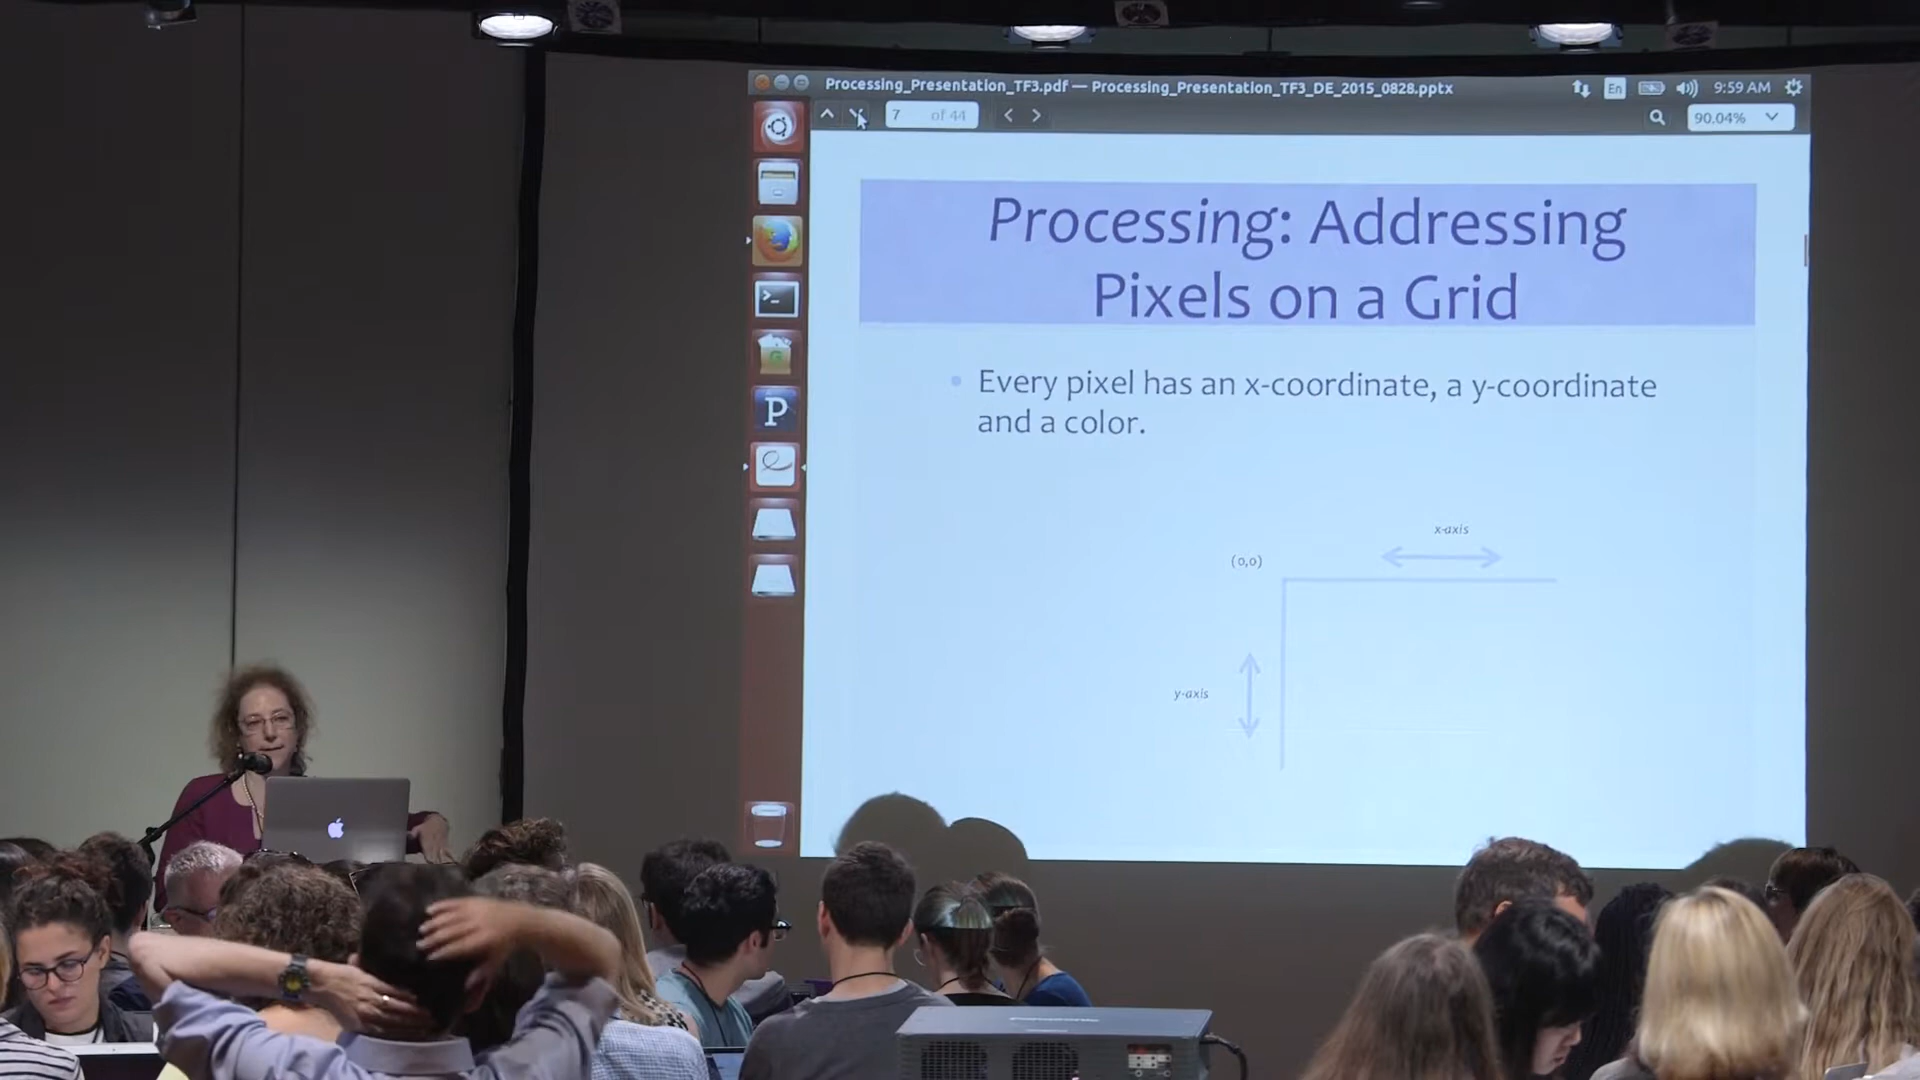 Processing_Presentation_TF3.pdf — Processing_Presentation_TF3_DE_2015_0828.pptx
En
9:59 AM
7 of 44
90.04%
Processing: Addressing
Pixels on a Grid
Every pixel has an x-coordinate, a y-coordinate
and a color.
x-axis
(0,0)
y-axis
>_
G
P